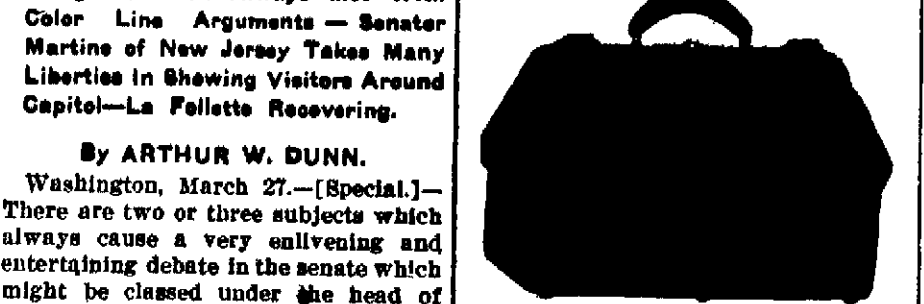 Color Line Arguments — Senator
Martine of New Jersey Takes Many
Liberties In Showing Visitors Around
Capitol—La Follette Recovering.
By ARTHUR W. DUNN.
Washington, March 27.—[Special.]—
There are two or three subjects which
always cause a very enlivening and
entertaining debate in the senate which
might be classed under the head of